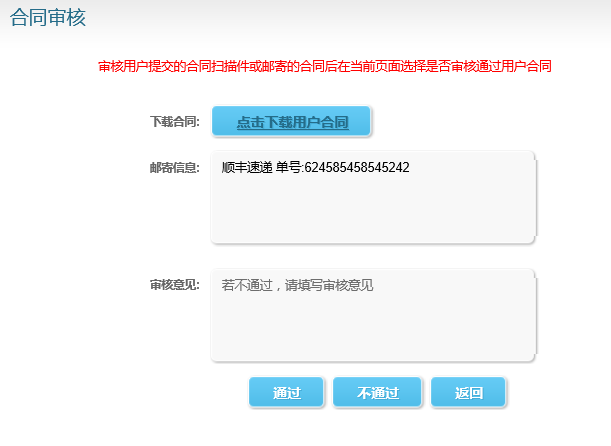 合同审核
审核用户提交的合同扫描件或邮寄的合同后在当前页面选择是否审核通过用户合同
下载合同: 点击下载用户合同
邮寄信息: 顺丰速递 单号:624585458545242
审核意见: 若不通过，请填写审核意见
通过 不通过 返回